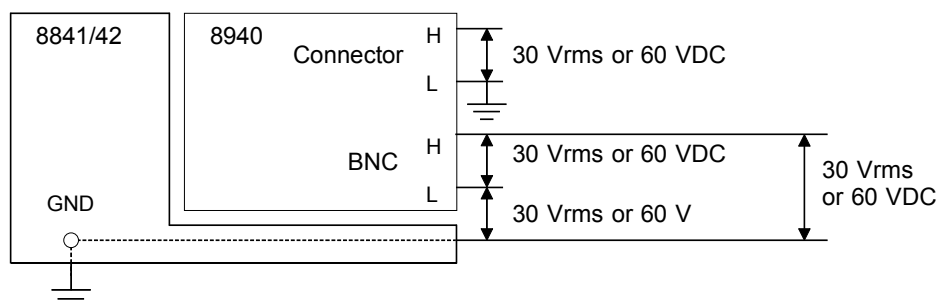 8841/42
8940
Connector
H
30 Vrms or 60 VDC
L
BNC
H
30 Vrms or 60 VDC
30 Vrms
or 60 VDC
L
30 Vrms or 60 V
GND